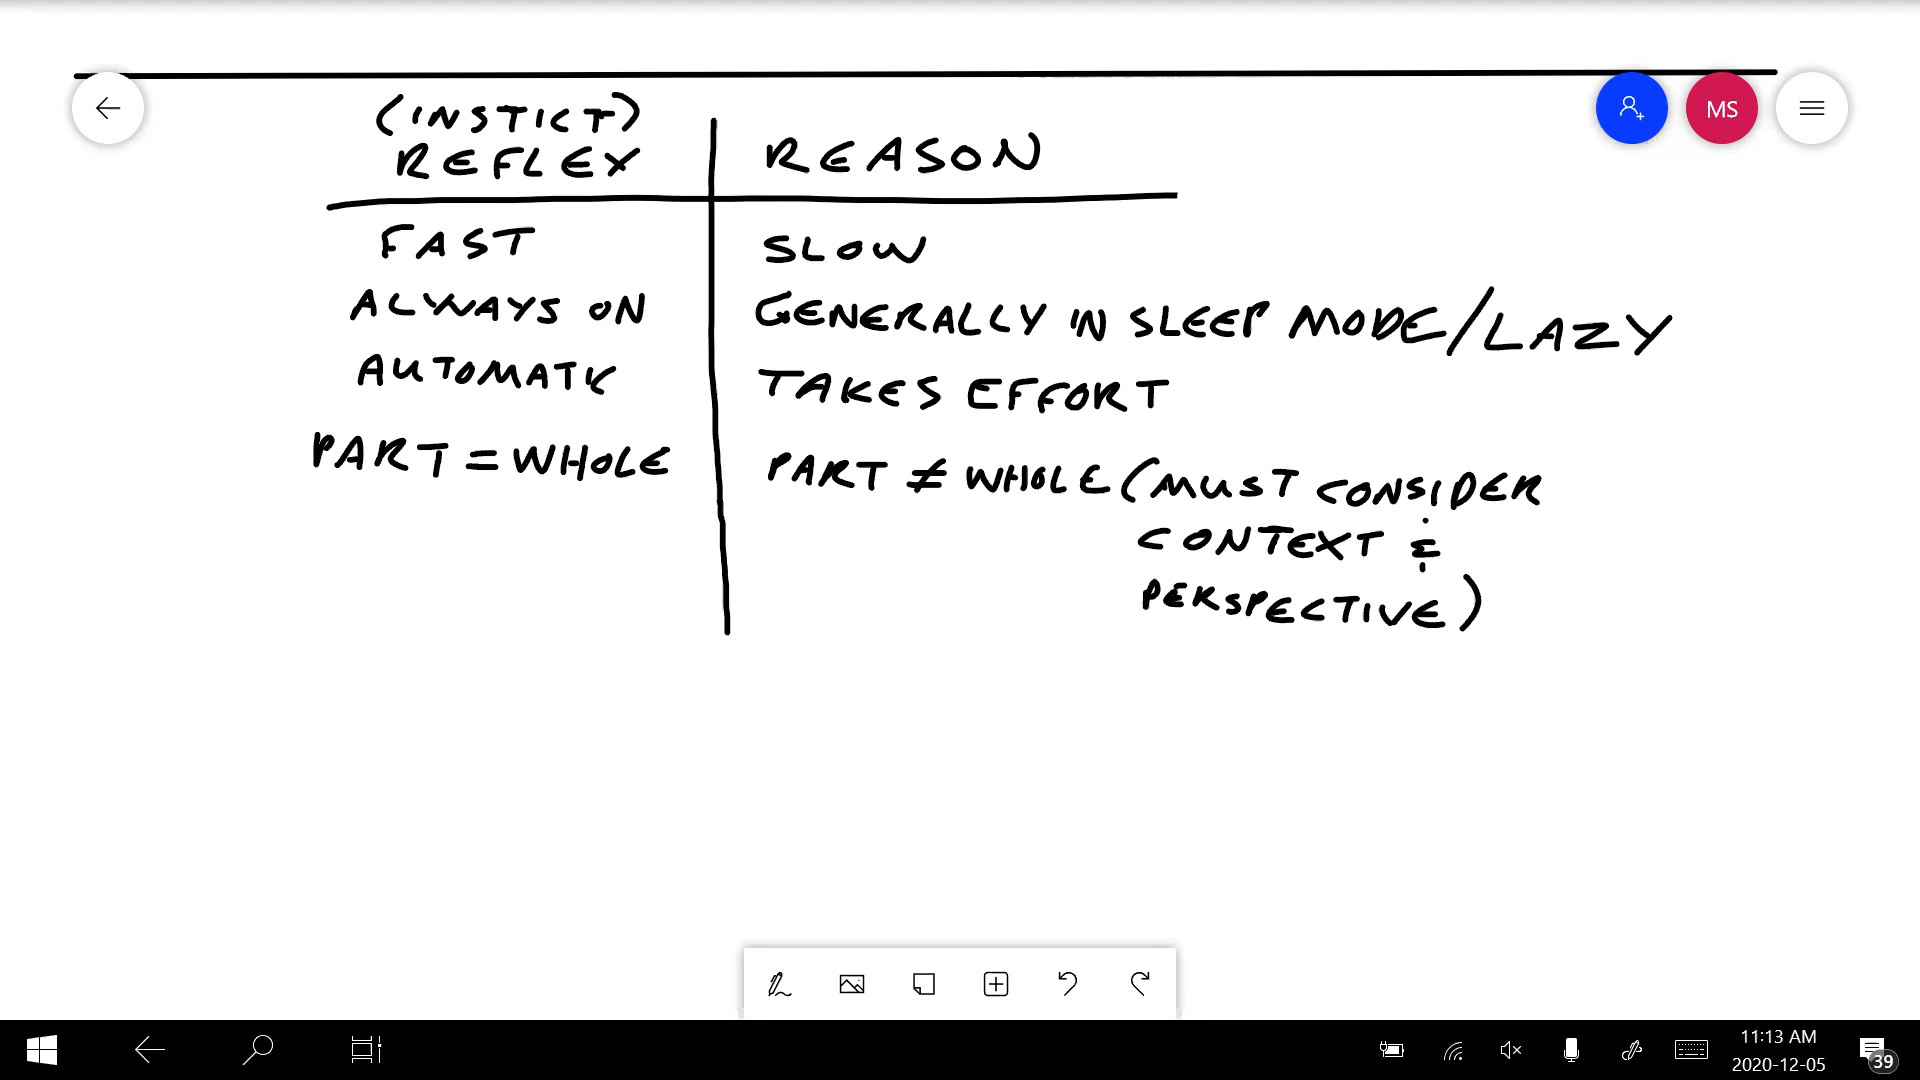 (INSTICT)
REFLEX
REASON
FAST
SLOW
ALWAYS ON
GENERALLY IN SLEEP MODE/LAZY
AUTOMATIC
TAKES EFFORT
PART = WHOLE
PART ≠ WHOLE (MUST CONSIDER
CONTEXT &
PERSPECTIVE)
MS
11:13 AM
2020-12-05
39